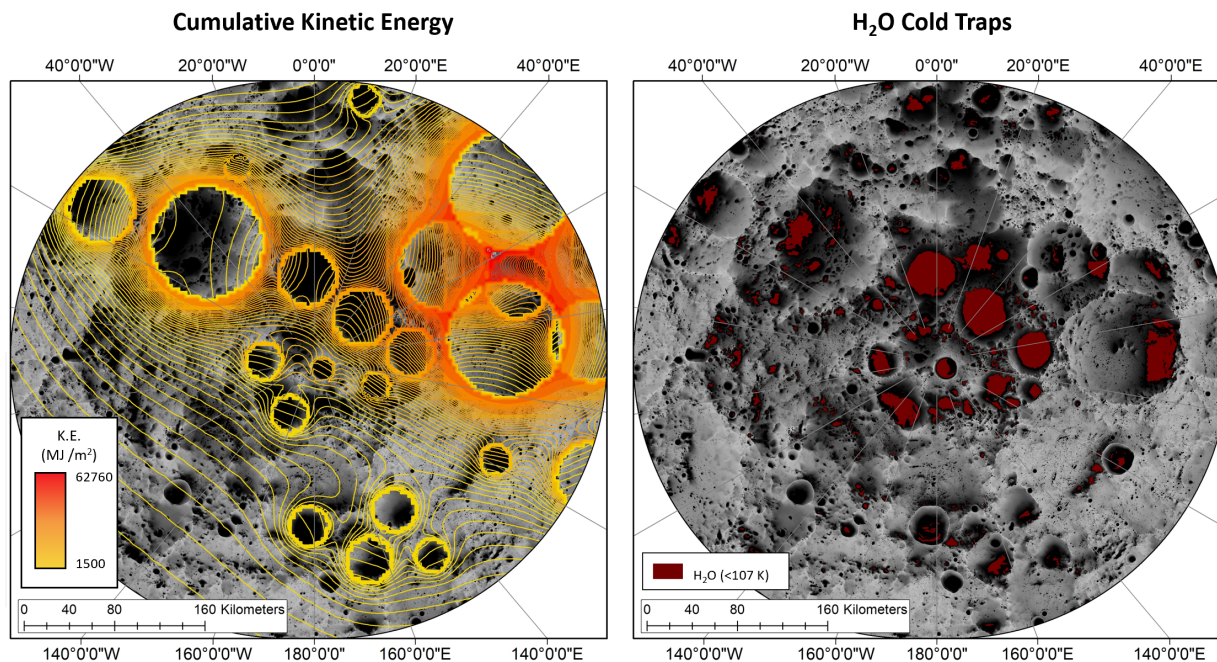 Cumulative Kinetic Energy
H₂O Cold Traps
40°0'0"W 20°0'0"W 0°0'0" 20°0'0"E 40°0'0"E
40°0'0"W 20°0'0"W 0°0'0" 20°0'0"E 40°0'0"E
K.E.
(MJ /m²)
62760
1500
H₂O (<107 K)
0 40 80 160 Kilometers
0 40 80 160 Kilometers
140°0'0"W 160°0'0"W 180°0'0" 160°0'0"E 140°0'0"E
140°0'0"W 160°0'0"W 180°0'0" 160°0'0"E 140°0'0"E